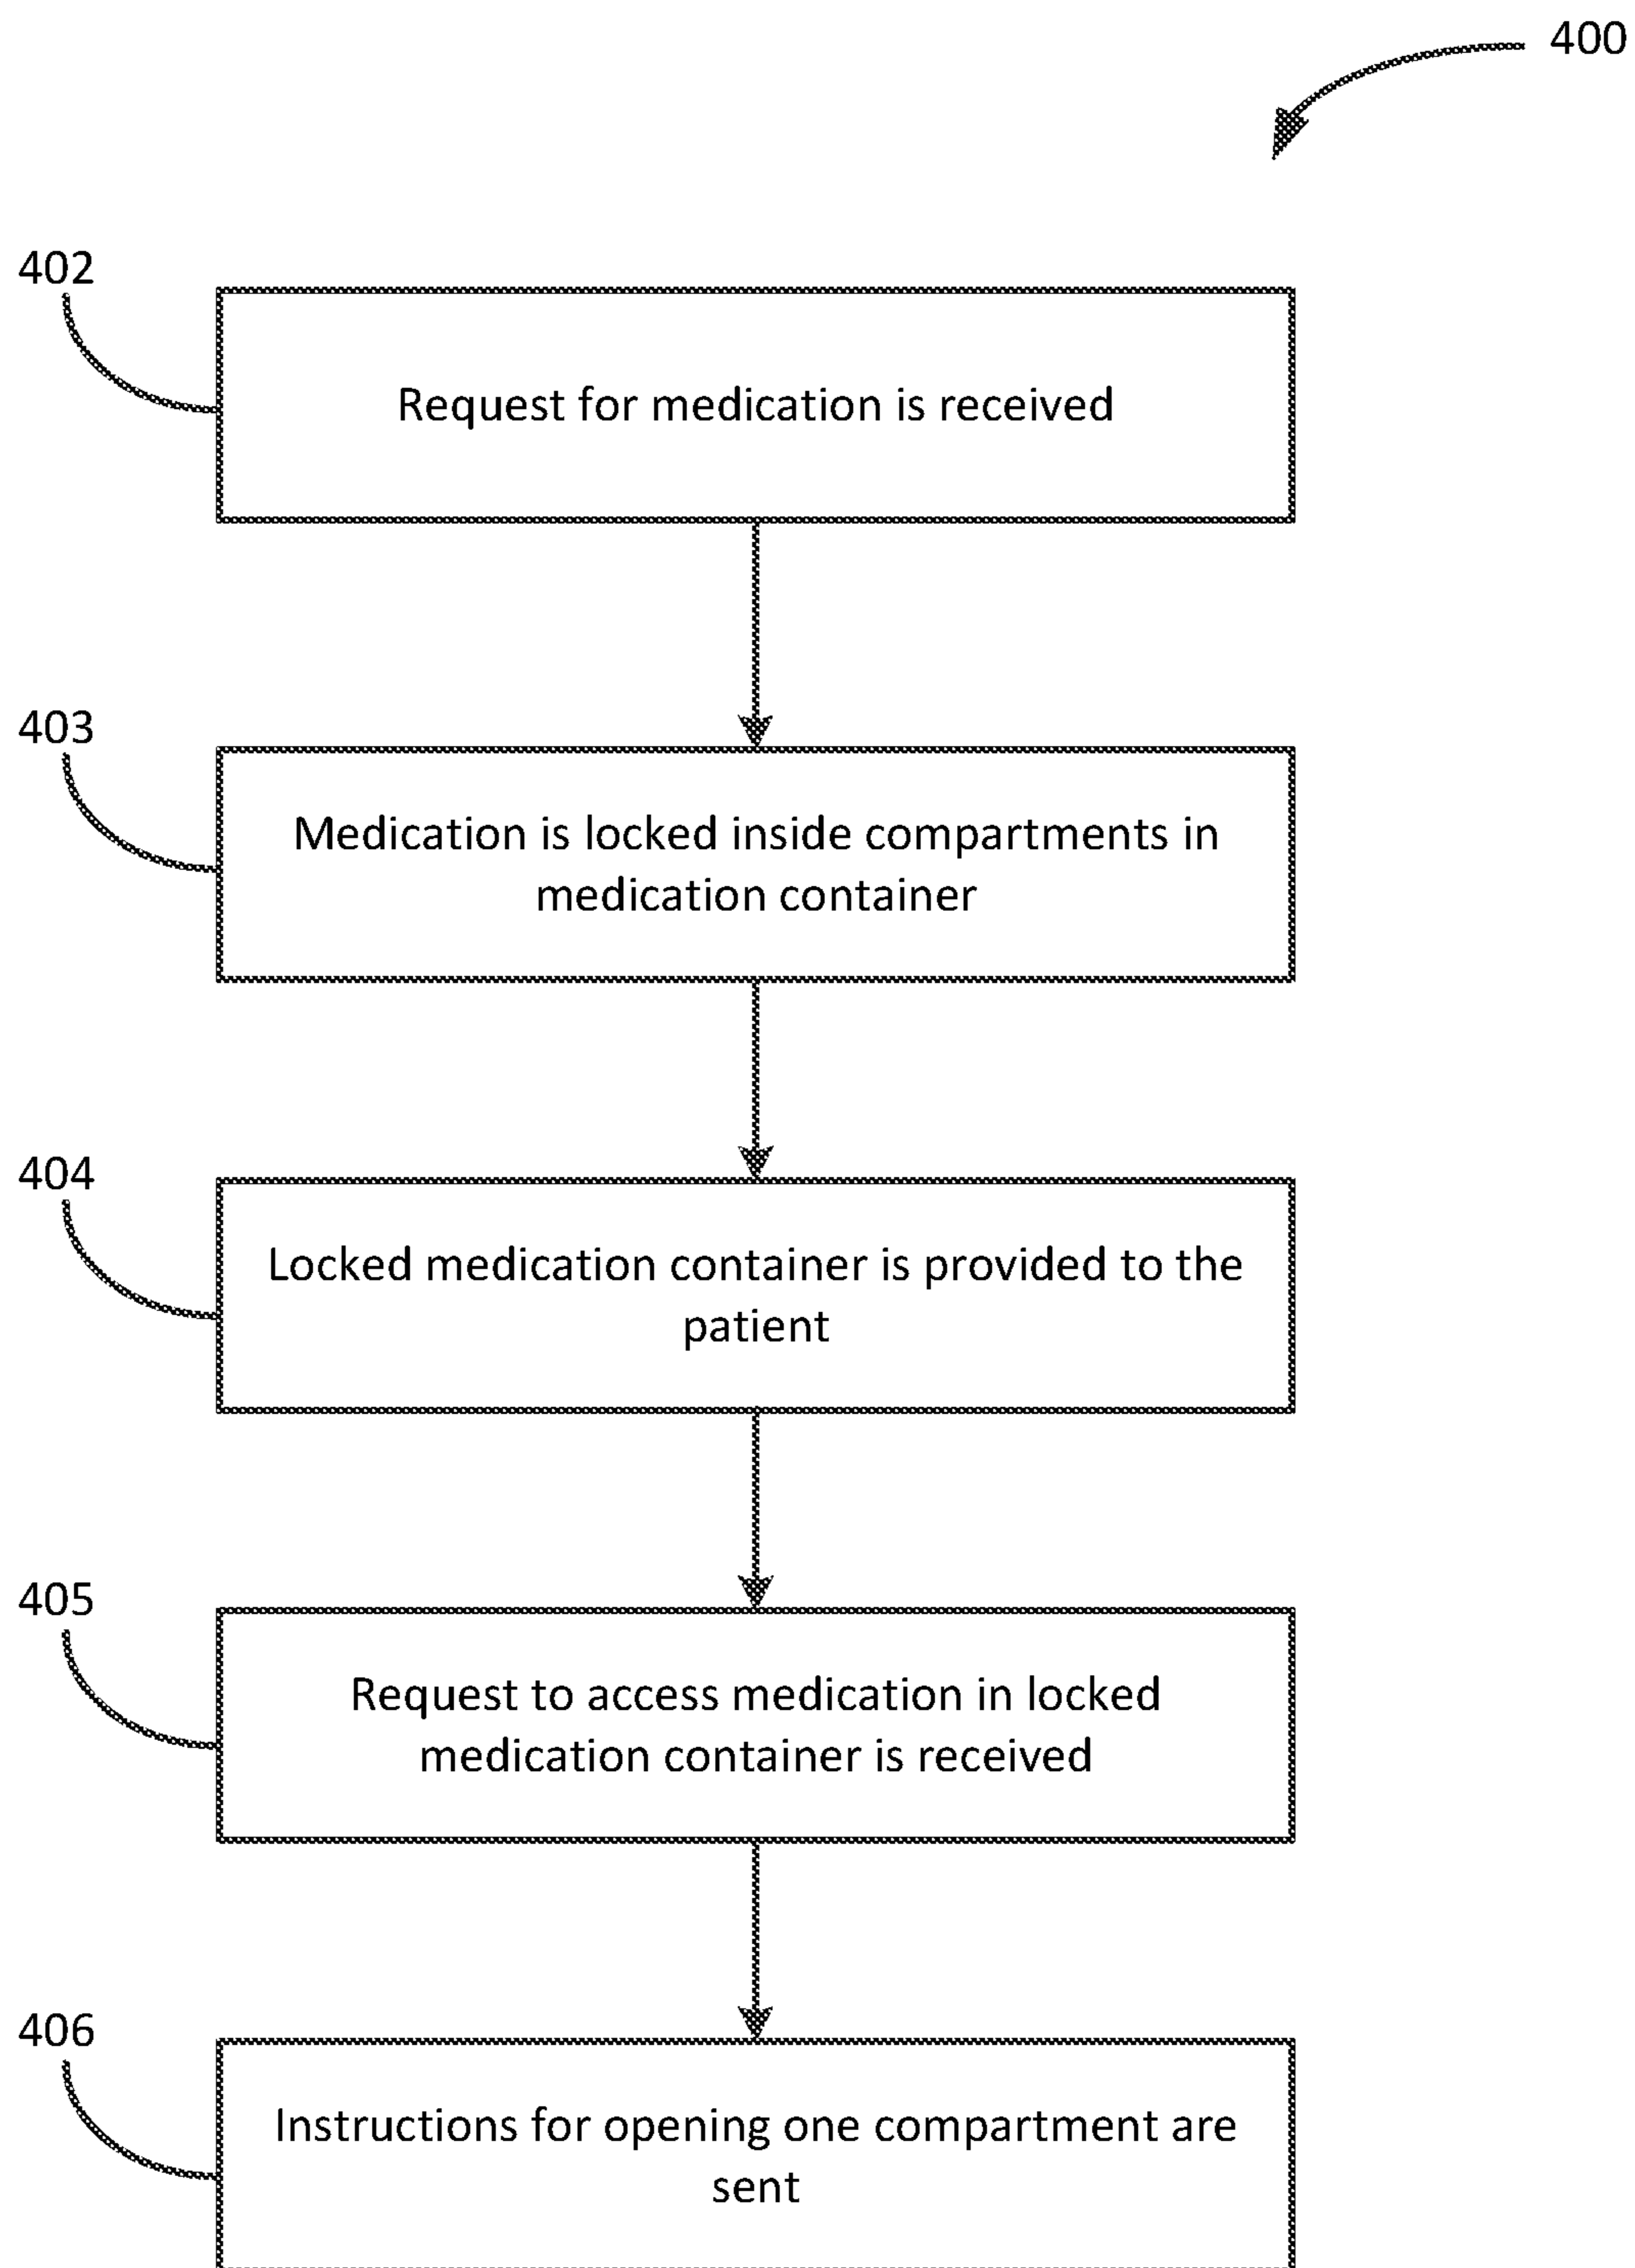 400
402
Request for medication is received
403
Medication is locked inside compartments in
medication container
404
Locked medication container is provided to the
patient
405
Request to access medication in locked
medication container is received
406
Instructions for opening one compartment are
sent